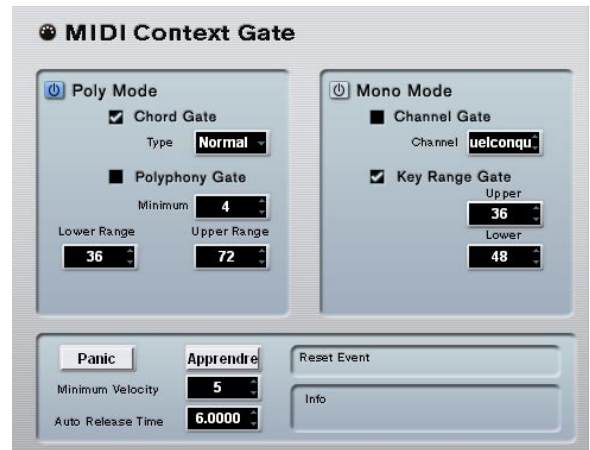 MIDI Context Gate
Poly Mode
Chord Gate
Type Normal
Polyphony Gate
Minimum 4
Lower Range Upper Range
36 72
Mono Mode
Channel Gate
Channel uelconqu
Key Range Gate
Upper
36
Lower
48
Panic Apprendre
Minimum Velocity 5
Auto Release Time 6.0000
Reset Event
Info